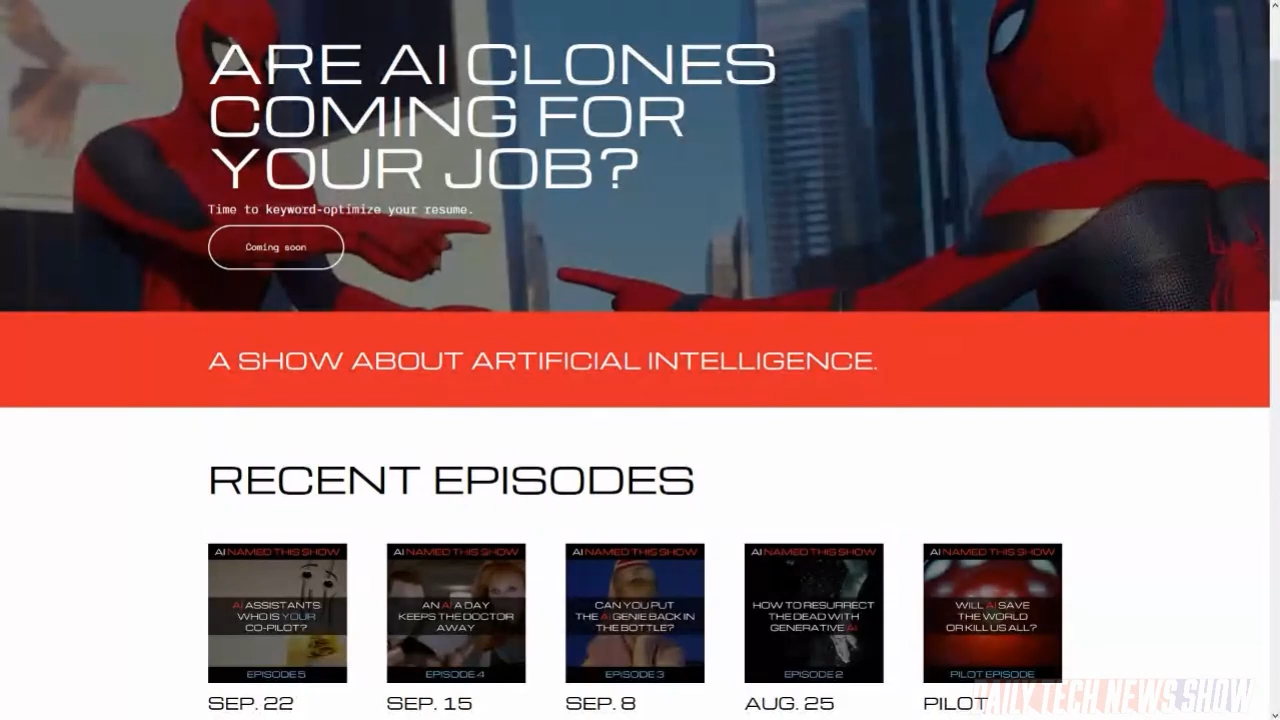 ARE AI CLONES
COMING FOR
YOUR JOB?
Time to keyword-optimize your resume.
Coming soon
A SHOW ABOUT ARTIFICIAL INTELLIGENCE.
RECENT EPISODES
AI NAMED THIS SHOW
AI ASSISTANTS:
WHO IS YOUR
CO-PILOT?
EPISODE 5
SEP. 22
AI NAMED THIS SHOW
AN AI A DAY
KEEPS THE DOCTOR
AWAY
EPISODE 4
SEP. 15
AI NAMED THIS SHOW
CAN YOU PUT
THE AI GENIE BACK IN
THE BOTTLE?
EPISODE 3
SEP. 8
AI NAMED THIS SHOW
HOW TO RESURRECT
THE DEAD WITH
GENERATIVE AI
EPISODE 2
AUG. 25
AI NAMED THIS SHOW
WILL AI SAVE
THE WORLD
OR KILL US ALL?
PILOT EPISODE
PILOT
DAILY TECH NEWS SHOW